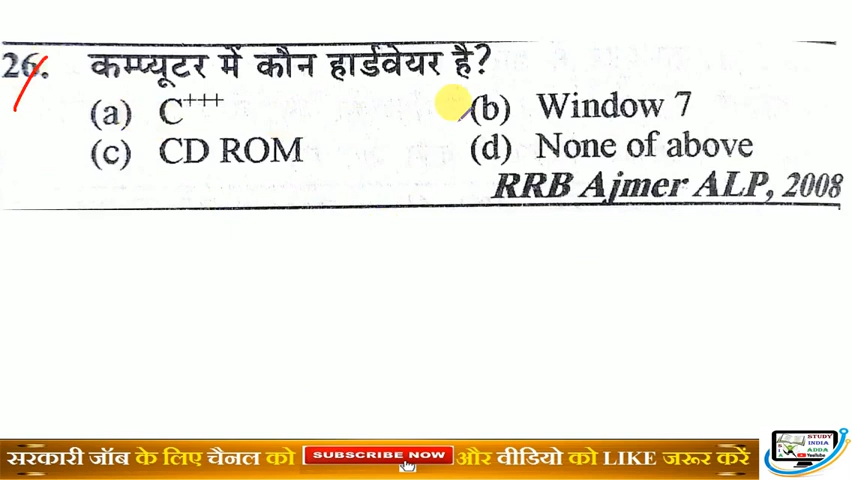 26. कम्प्यूटर में कौन हार्डवेयर है?
(a) C+++ (b) Window 7
(c) CD ROM (d) None of above
RRB Ajmer ALP, 2008
सरकारी जॉब के लिए चैनल को SUBSCRIBE NOW और वीडियो को LIKE जरूर करें
STUDY
INDIA
ADDA
YouTube